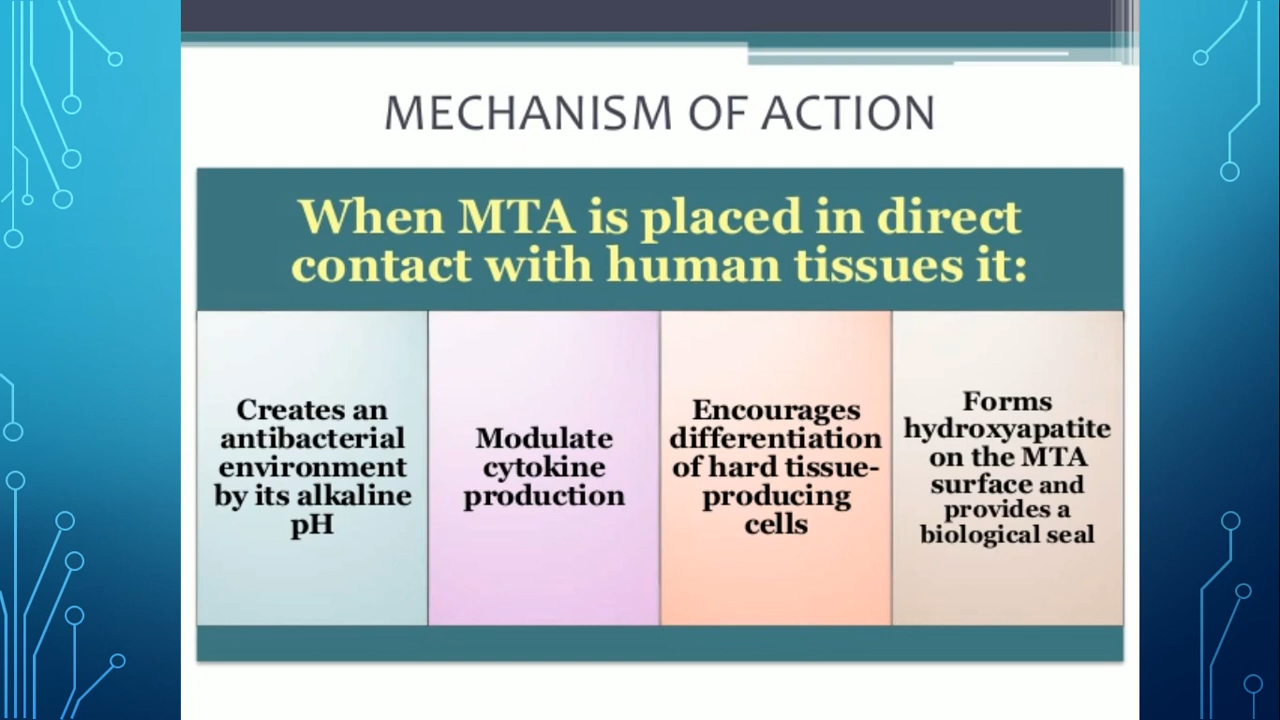 MECHANISM OF ACTION
When MTA is placed in direct
contact with human tissues it:
Creates an
antibacterial
environment
by its alkaline
pH
Modulate
cytokine
production
Encourages
differentiation
of hard tissue-
producing
cells
Forms
hydroxyapatite
on the MTA
surface and
provides a
biological seal